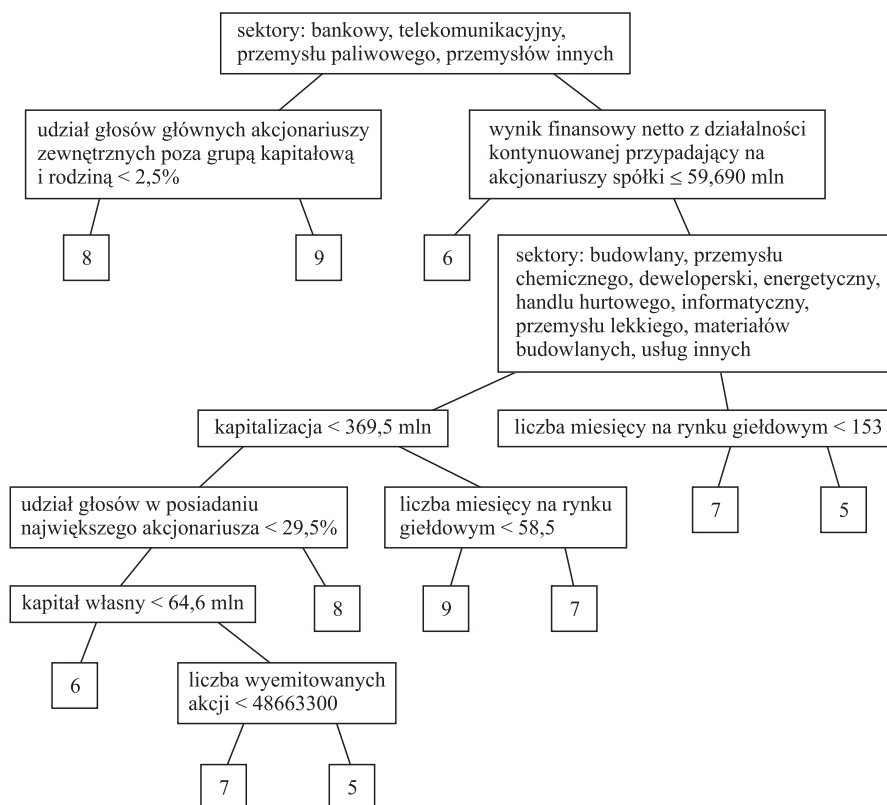 sektory: bankowy, telekomunikacyjny,
przemysłu paliwowego, przemysłów innych
udział głosów głównych akcjonariuszy
zewnętrznych poza grupą kapitałową
i rodziną < 2,5%
wynik finansowy netto z działalności
kontynuowanej przypadający na
akcjonariuszy spółki ≤ 59,690 mln
8
9
6
sektory: budowlany, przemysłu
chemicznego, deweloperski, energetyczny,
handlu hurtowego, informatyczny,
przemysłu lekkiego, materiałów
budowlanych, usług innych
kapitalizacja < 369,5 mln
liczba miesięcy na rynku giełdowym < 153
udział głosów w posiadaniu
największego akcjonariusza < 29,5%
liczba miesięcy na rynku
giełdowym < 58,5
7
5
kapitał własny < 64,6 mln
8
9
7
6
liczba wyemitowanych
akcji < 48663300
7
5